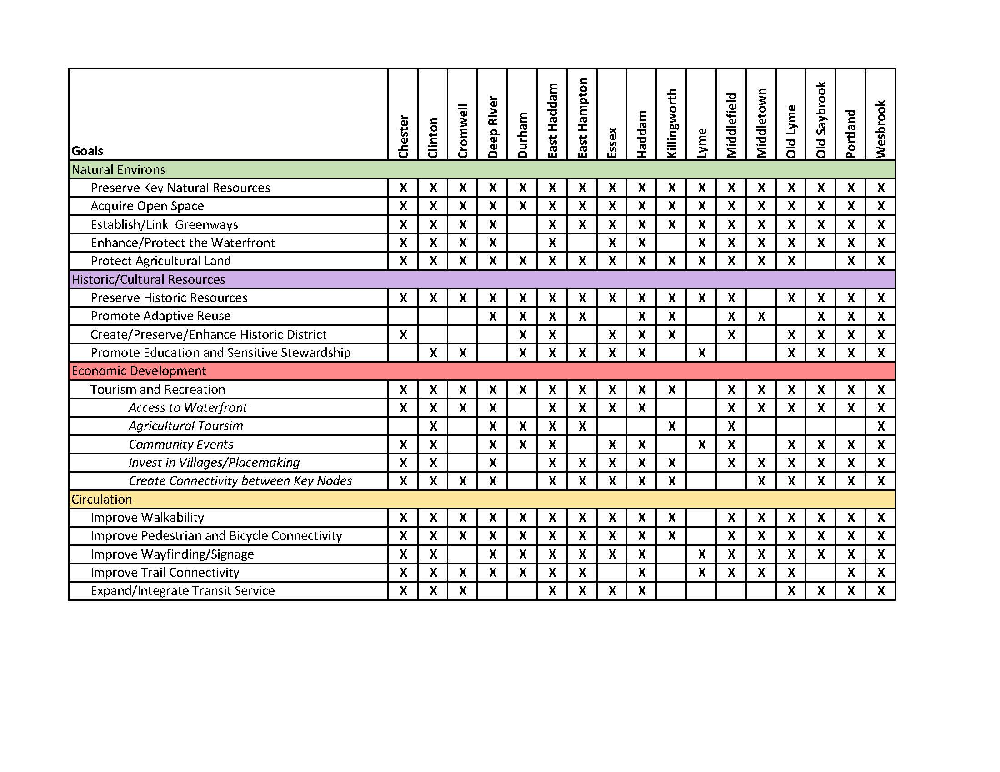 Goals Chester Clinton Cromwell Deep River Durham East Haddam East Hampton Essex Haddam Killingworth Lyme Middlefield Middletown Old Lyme Old Saybrook Portland Wesbrook
Natural Environs
Preserve Key Natural Resources X X X X X X X X X X X X X X X X X
Acquire Open Space X X X X X X X X X X X X X X X X X
Establish/Link Greenways X X X X X X X X X X X X X X X X
Enhance/Protect the Waterfront X X X X X X X X X X X X X X
Protect Agricultural Land X X X X X X X X X X X X X X X X
Historic/Cultural Resources
Preserve Historic Resources X X X X X X X X X X X X X X X X
Promote Adaptive Reuse X X X X X X X X X X X
Create/Preserve/Enhance Historic District X X X X X X X X X X X
Promote Education and Sensitive Stewardship X X X X X X X X X X X X
Economic Development
Tourism and Recreation X X X X X X X X X X X X X X X X
Access to Waterfront X X X X X X X X X X X X X X
Agricultural Toursim X X X X X X X X
Community Events X X X X X X X X X X X X X
Invest in Villages/Placemaking X X X X X X X X X X X X X X
Create Connectivity between Key Nodes X X X X X X X X X X X X X X
Circulation
Improve Walkability X X X X X X X X X X X X X X X X
Improve Pedestrian and Bicycle Connectivity X X X X X X X X X X X X X X X X
Improve Wayfinding/Signage X X X X X X X X X X X X X X X
Improve Trail Connectivity X X X X X X X X X X X X X X
Expand/Integrate Transit Service X X X X X X X X X X X